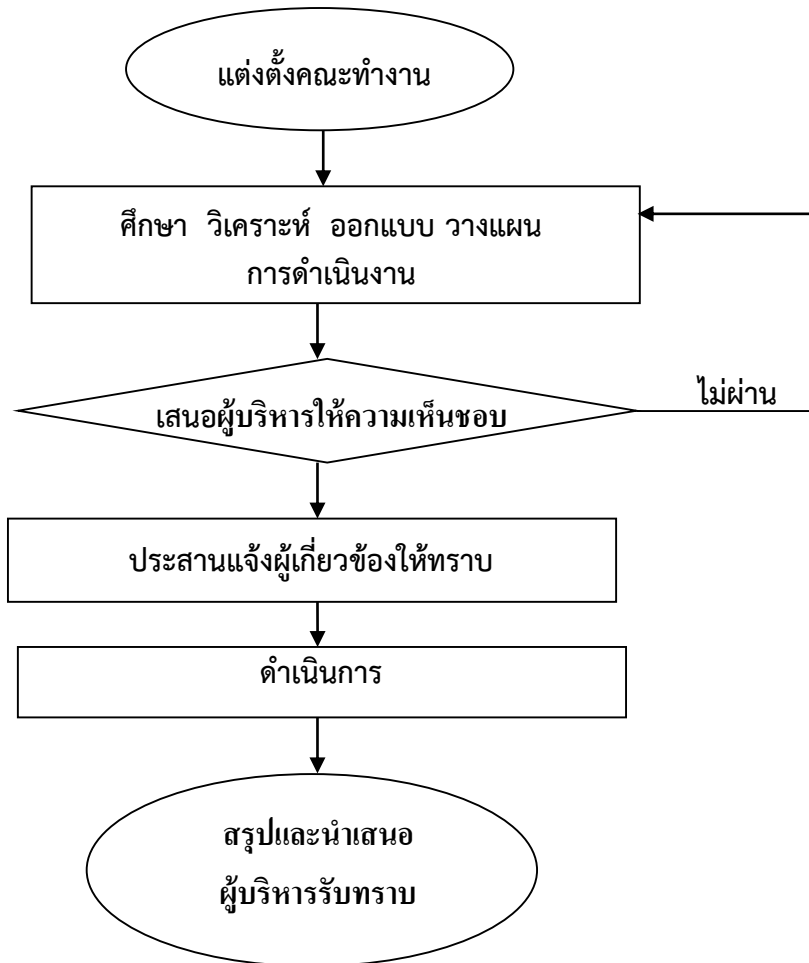 แต่งตั้งคณะทำงาน
ศึกษา วิเคราะห์ ออกแบบ วางแผน
การดำเนินงาน
เสนอผู้บริหารให้ความเห็นชอบ
ไม่ผ่าน
ประสานแจ้งผู้เกี่ยวข้องให้ทราบ
ดำเนินการ
สรุปและนำเสนอ
ผู้บริหารรับทราบ